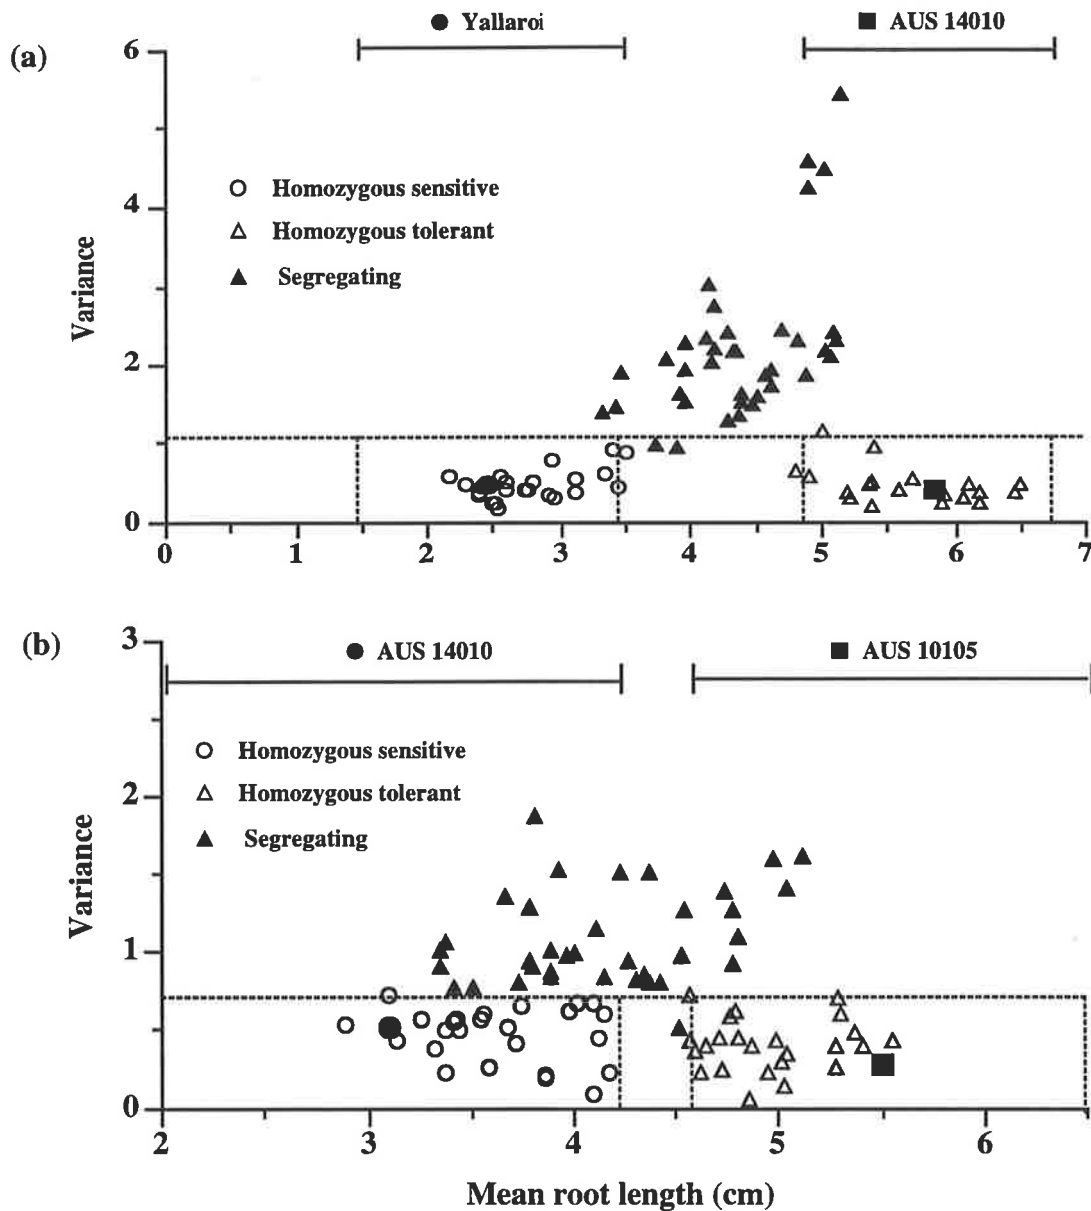 (a)
Yallaroi
AUS 14010
6
4
2
0
Variance
Homozygous sensitive
Homozygous tolerant
Segregating
0 1 2 3 4 5 6 7
(b)
AUS 14010
AUS 10105
3
2
1
0
Variance
Homozygous sensitive
Homozygous tolerant
Segregating
2 3 4 5 6
Mean root length (cm)